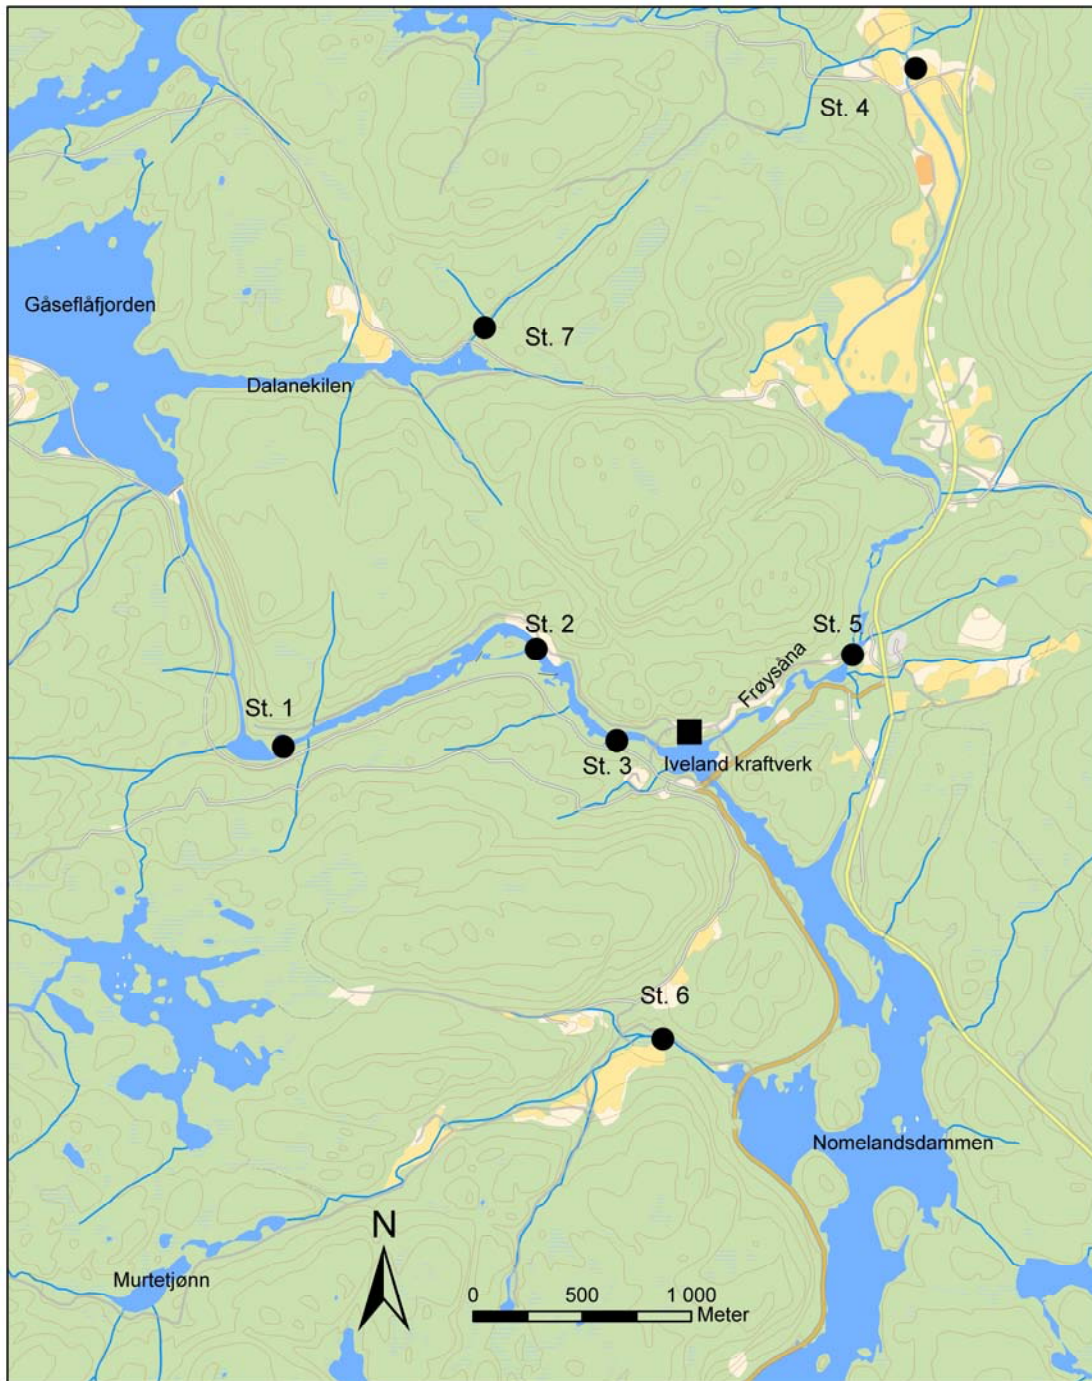 St. 4
Gåseflåfjorden
St. 7
Dalanekilen
St. 2
St. 5
Frøysåna
St. 1
St. 3
Iveland kraftverk
St. 6
Nomelandsdammen
N
Murtetjønn
0 500 1 000
Meter